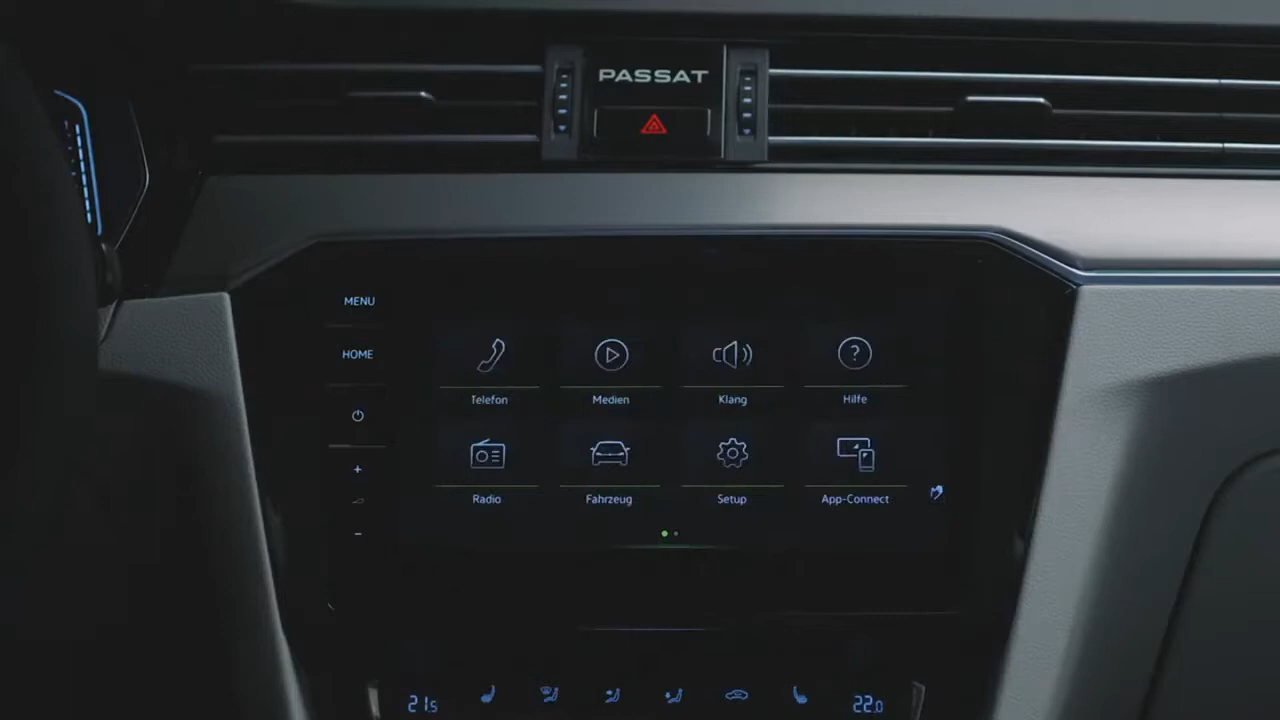 PASSAT
MENU
HOME
Telefon Medien Klang Hilfe
Radio Fahrzeug Setup App-Connect
21.5 22.0